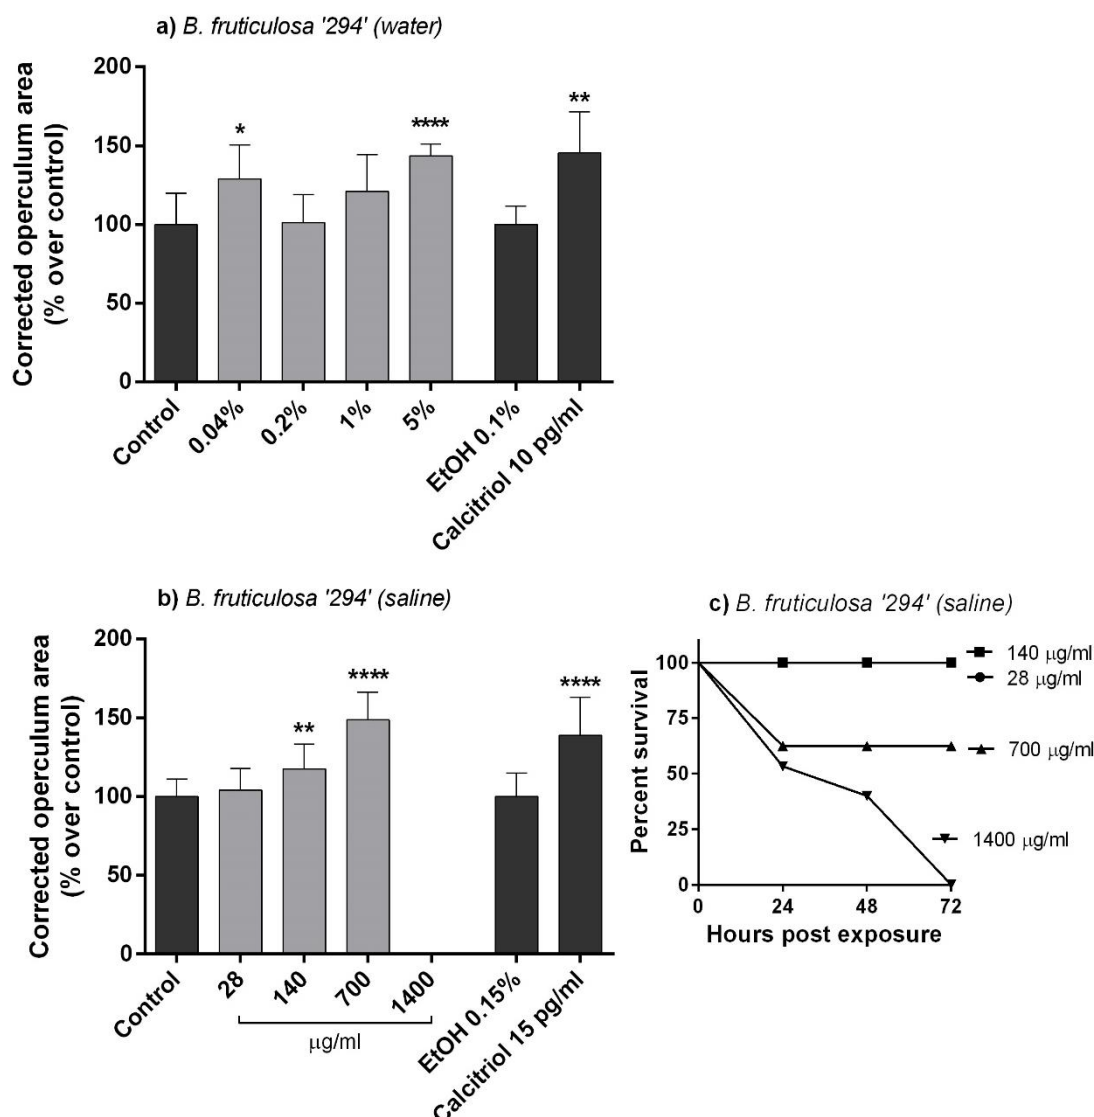 a) B. fruticulosa '294' (water)
Corrected operculum area
(% over control)
200
150
100
50
0
*
****
**
Control
0.04%
0.2%
1%
5%
EtOH 0.1%
Calcitriol 10 pg/ml
b) B. fruticulosa '294' (saline)
Corrected operculum area
(% over control)
200
150
100
50
0
**
****
****
Control
28
140
700
1400
µg/ml
EtOH 0.15%
Calcitriol 15 pg/ml
c) B. fruticulosa '294' (saline)
Percent survival
100
75
50
25
0
0
24
48
72
Hours post exposure
140 µg/ml
28 µg/ml
700 µg/ml
1400 µg/ml